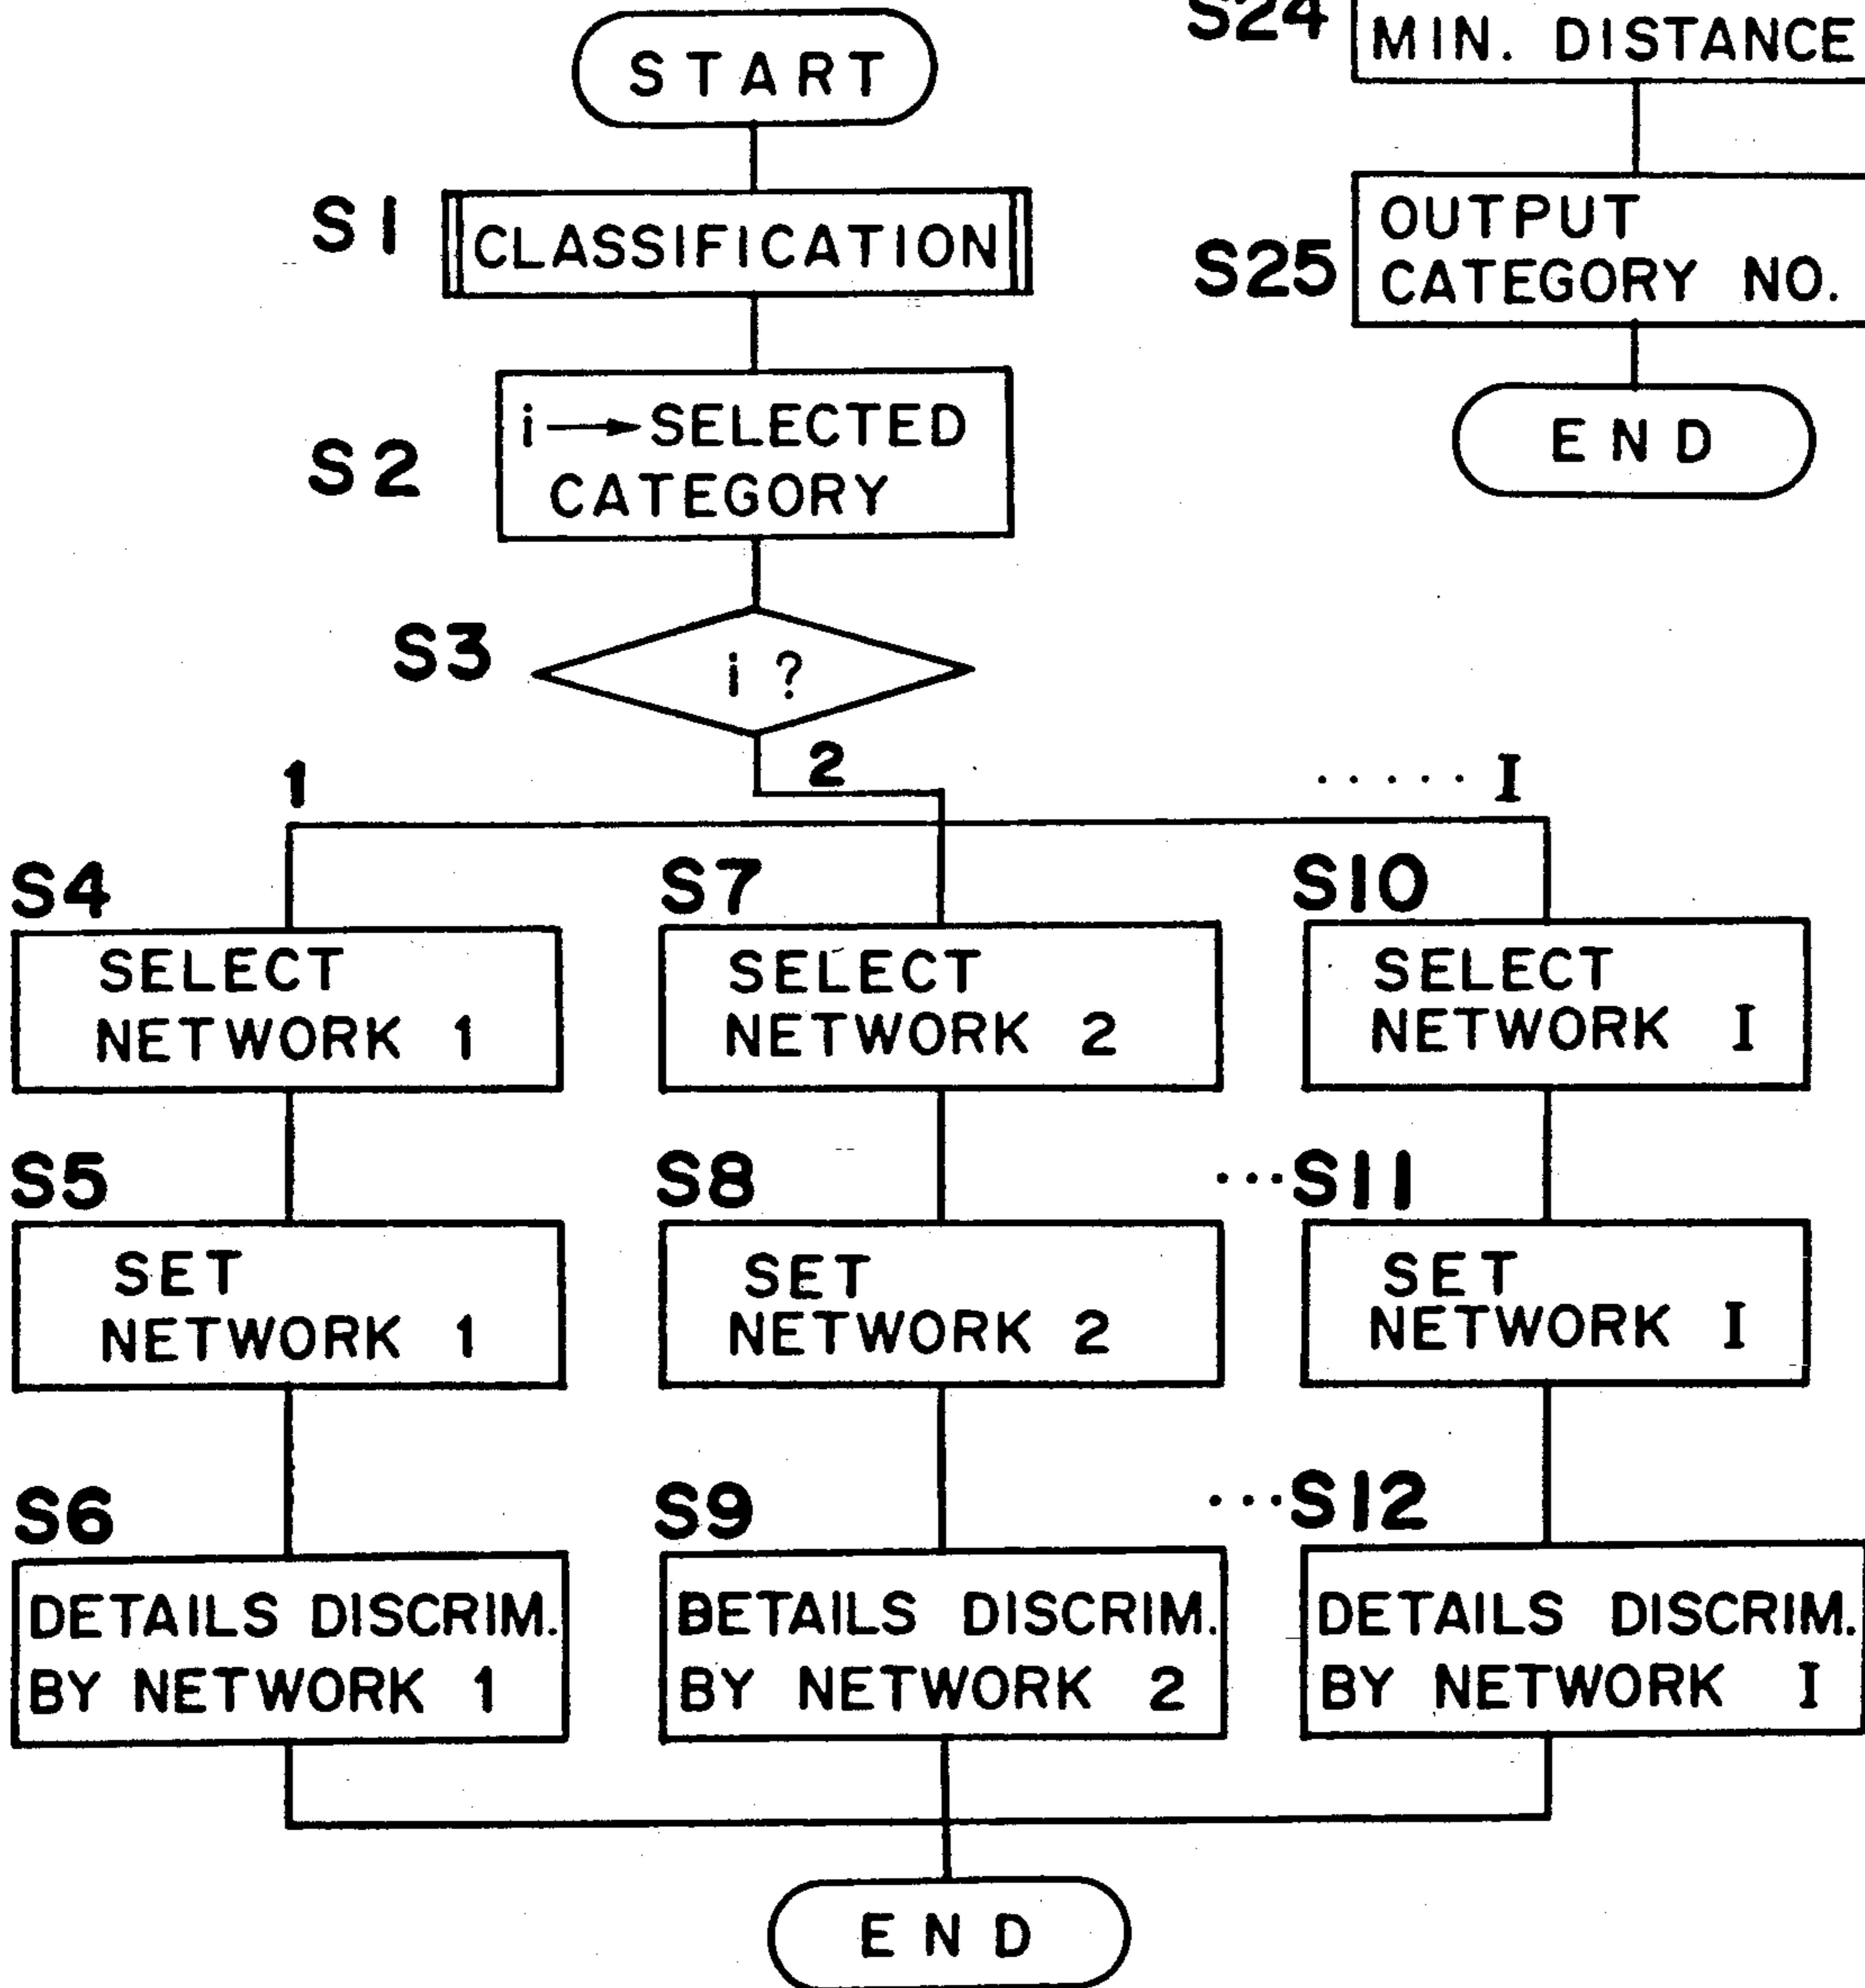 START
S1
CLASSIFICATION
S2
i→SELECTED
CATEGORY
S3
i ?
1
2
..... I
S4
SELECT
NETWORK 1
S5
SET
NETWORK 1
S6
DETAILS DISCRIM.
BY NETWORK 1
S7
SELECT
NETWORK 2
S8
SET
NETWORK 2
S9
BETAILS DISCRIM.
BY NETWORK 2
S10
SELECT
NETWORK I
...S11
SET
NETWORK I
...S12
DETAILS DISCRIM.
BY NETWORK I
END
S24
MIN. DISTANCE
S25
OUTPUT
CATEGORY NO.
END